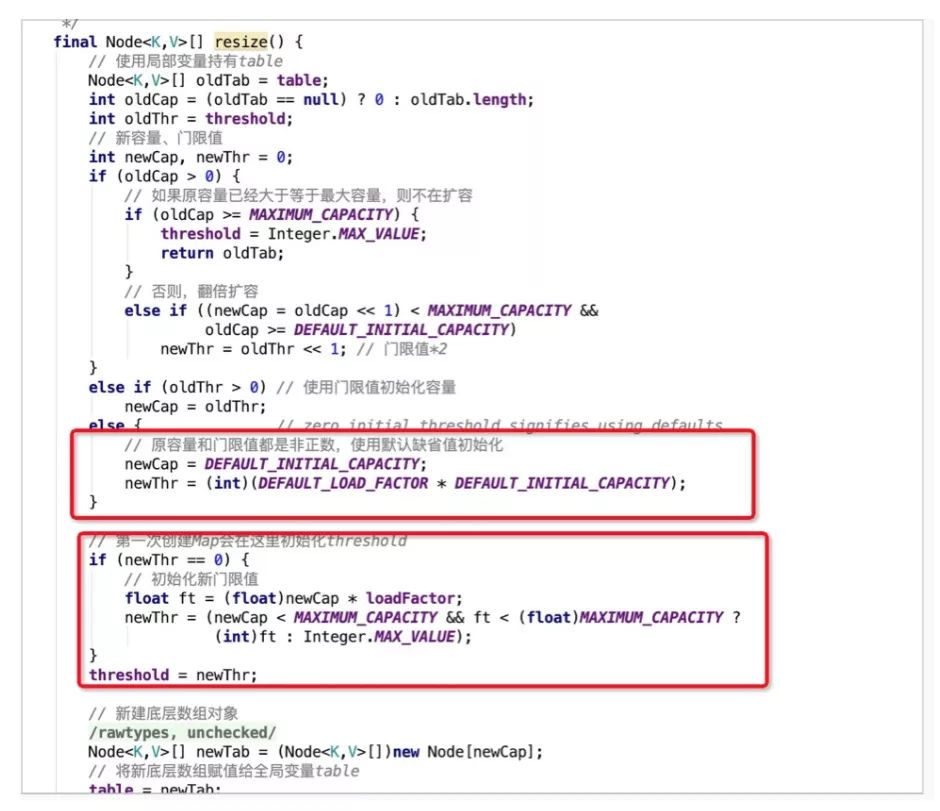 */
final Node<K,V>[] resize() {
// 使用局部变量持有table
Node<K,V>[] oldTab = table;
int oldCap = (oldTab == null) ? 0 : oldTab.length;
int oldThr = threshold;
// 新容量、门限值
int newCap, newThr = 0;
if (oldCap > 0) {
// 如果原容量已经大于等于最大容量，则不在扩容
if (oldCap >= MAXIMUM_CAPACITY) {
threshold = Integer.MAX_VALUE;
return oldTab;
}
// 否则，翻倍扩容
else if ((newCap = oldCap << 1) < MAXIMUM_CAPACITY &&
oldCap >= DEFAULT_INITIAL_CAPACITY)
newThr = oldThr << 1; // 门限值*2
}
else if (oldThr > 0) // 使用门限值初始化容量
newCap = oldThr;
else { // zero initial threshold signifies using defaults
// 原容量和门限值都是非正数，使用默认缺省值初始化
newCap = DEFAULT_INITIAL_CAPACITY;
newThr = (int)(DEFAULT_LOAD_FACTOR * DEFAULT_INITIAL_CAPACITY);
}
// 第一次创建Map会在这里初始化threshold
if (newThr == 0) {
// 初始化新门限值
float ft = (float)newCap * loadFactor;
newThr = (newCap < MAXIMUM_CAPACITY && ft < (float)MAXIMUM_CAPACITY ?
(int)ft : Integer.MAX_VALUE);
}
threshold = newThr;
// 新建底层数组对象
/rawtypes, unchecked/
Node<K,V>[] newTab = (Node<K,V>[])new Node[newCap];
// 将新底层数组赋值给全局变量table
table = newTab;